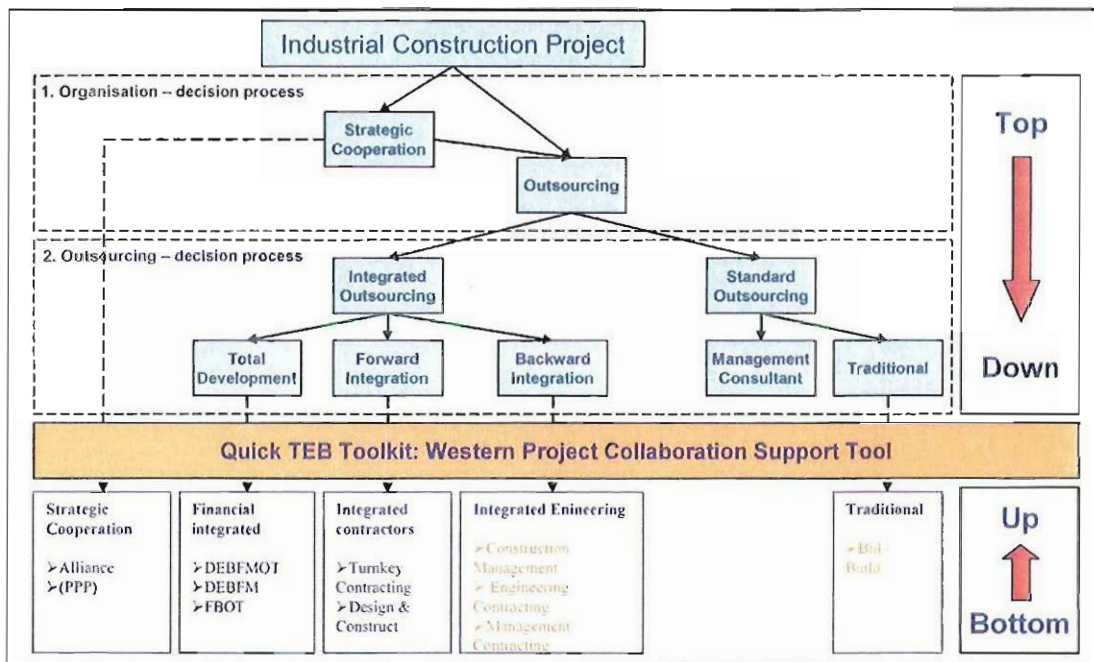 Industrial Construction Project
1. Organisation – decision process
Strategic
Cooperation
Outsourcing
Top
2. Outsourcing – decision process
Integrated
Outsourcing
Standard
Outsourcing
Total
Development
Forward
Integration
Backward
Integration
Management
Consultant
Traditional
Down
Quick TEB Toolkit: Western Project Collaboration Support Tool
Strategic
Cooperation
➢Alliance
➢(PPP)
Financial
integrated
➢DEBFMOT
➢DEBFM
➢FBOT
Integrated
contractors
➢Turnkey
Contracting
➢Design &
Construct
Integrated Enineering
➢Construction
Management
➢Engineering
Contracting
➢Management
Contracting
Traditional
➢Bid-
Build
Up
Bottom